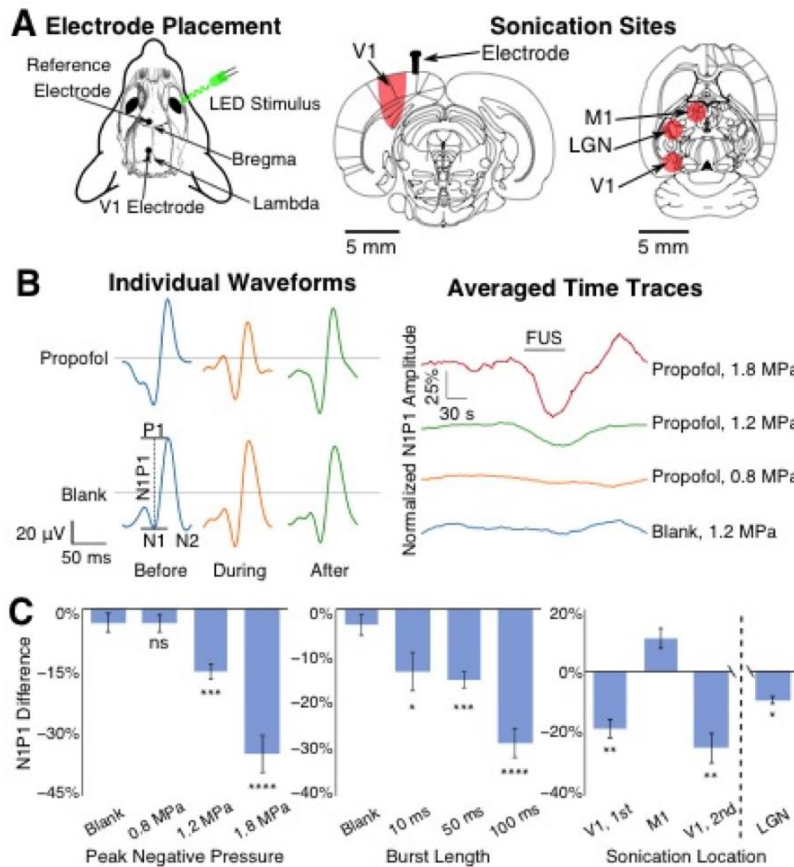 A Electrode Placement Sonication Sites
Reference
Electrode
LED Stimulus
Bregma
V1 Electrode
Lambda
V1
Electrode
5 mm
M1
LGN
V1
5 mm
B Individual Waveforms Averaged Time Traces
Propofol
Blank
P1
N1P1
N1 N2
20 µV
50 ms
Before During After
Normalized N1P1 Amplitude
25%
30 s
FUS
Propofol, 1.8 MPa
Propofol, 1.2 MPa
Propofol, 0.8 MPa
Blank, 1.2 MPa
C
N1P1 Difference
0%
−15%
−30%
−45%
ns
***
****
Blank 0.8 MPa 1.2 MPa 1.8 MPa
Peak Negative Pressure
0%
−10%
−20%
−30%
−40%
*
***
****
Blank 10 ms 50 ms 100 ms
Burst Length
20%
0%
−20%
−40%
**
**
*
V1, 1st M1 V1, 2nd LGN
Sonication Location